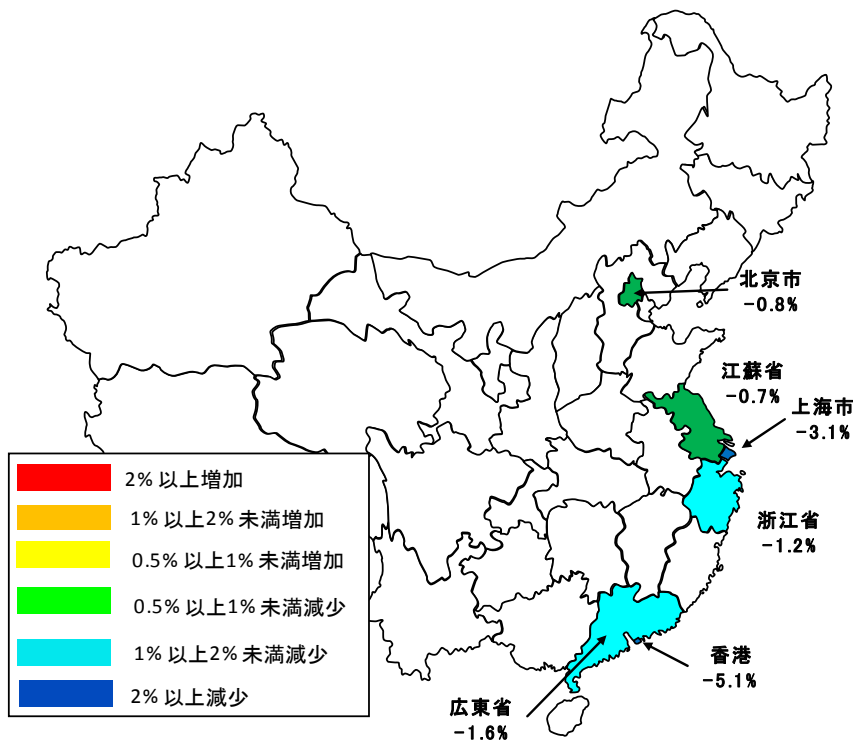 北京市
-0.8%
江蘇省
-0.7%
上海市
-3.1%
浙江省
-1.2%
香港
-5.1%
広東省
-1.6%
2% 以上増加
1% 以上2% 未満増加
0.5% 以上1% 未満増加
0.5% 以上1% 未満減少
1% 以上2% 未満減少
2% 以上減少